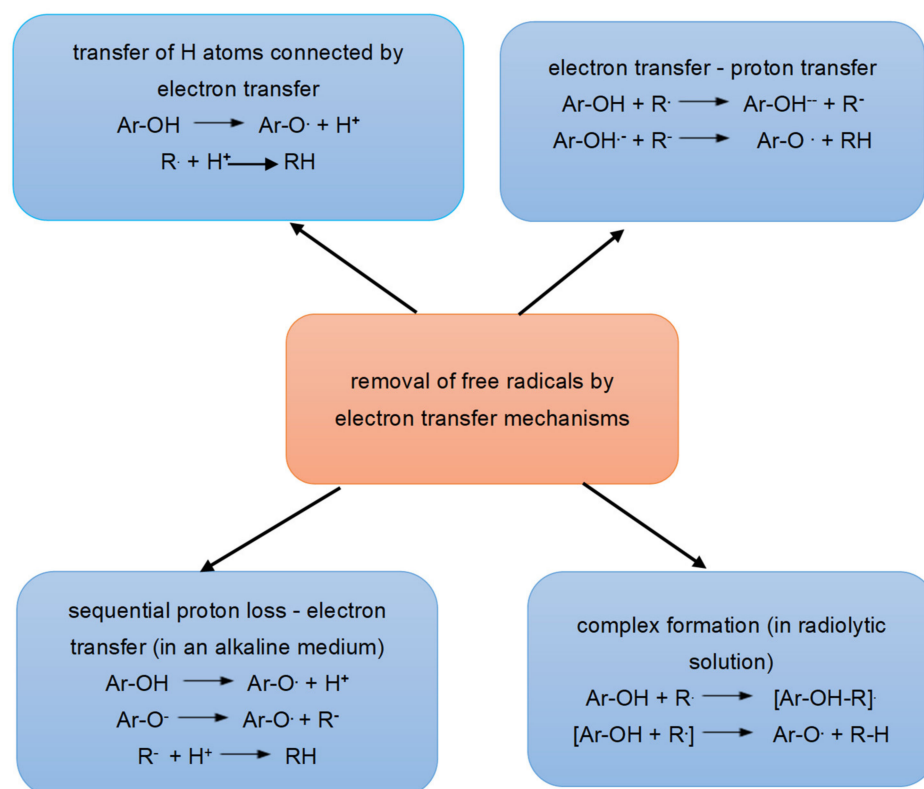 transfer of H atoms connected by
electron transfer
Ar-OH ⟶ Ar-O· + H⁺
R· + H⁺ ⟶ RH
electron transfer - proton transfer
Ar-OH + R· ⟶ Ar-OH⁻⁻ + R⁻
Ar-OH·⁻ + R⁻ ⟶ Ar-O · + RH
removal of free radicals by
electron transfer mechanisms
sequential proton loss - electron
transfer (in an alkaline medium)
Ar-OH ⟶ Ar-O· + H⁺
Ar-O⁻ ⟶ Ar-O· + R⁻
R⁻ + H⁺ ⟶ RH
complex formation (in radiolytic
solution)
Ar-OH + R· ⟶ [Ar-OH-R]·
[Ar-OH + R·] ⟶ Ar-O· + R-H